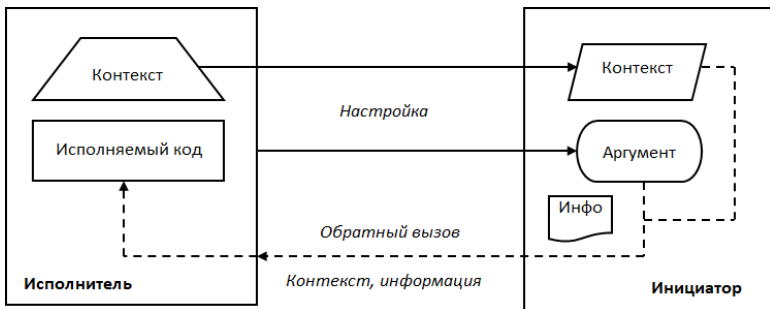 Контекст
Контекст
Настройка
Исполняемый код
Аргумент
Инфо
Обратный вызов
Контекст, информация
Исполнитель
Инициатор